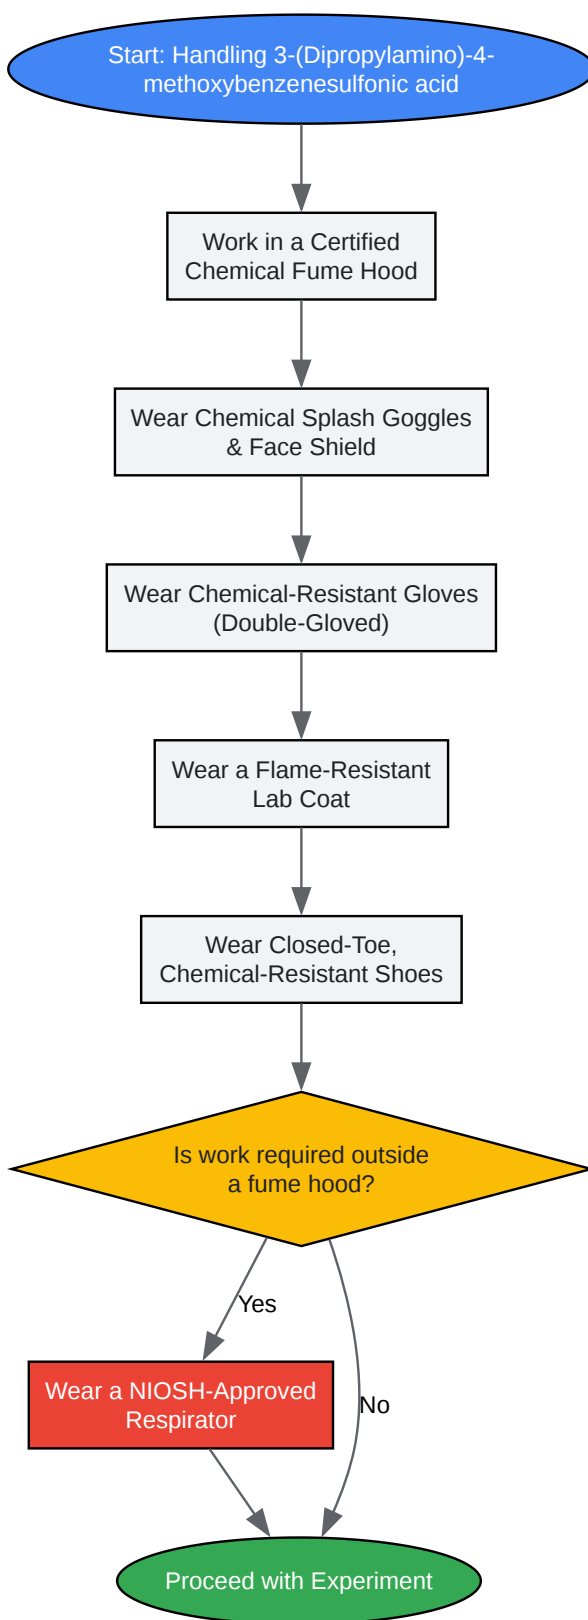 Start: Handling 3-(Dipropylamino)-4-
methoxybenzenesulfonic acid
Work in a Certified
Chemical Fume Hood
Wear Chemical Splash Goggles
& Face Shield
Wear Chemical-Resistant Gloves
(Double-Gloved)
Wear a Flame-Resistant
Lab Coat
Wear Closed-Toe,
Chemical-Resistant Shoes
Is work required outside
a fume hood?
Yes
Wear a NIOSH-Approved
Respirator
No
Proceed with Experiment